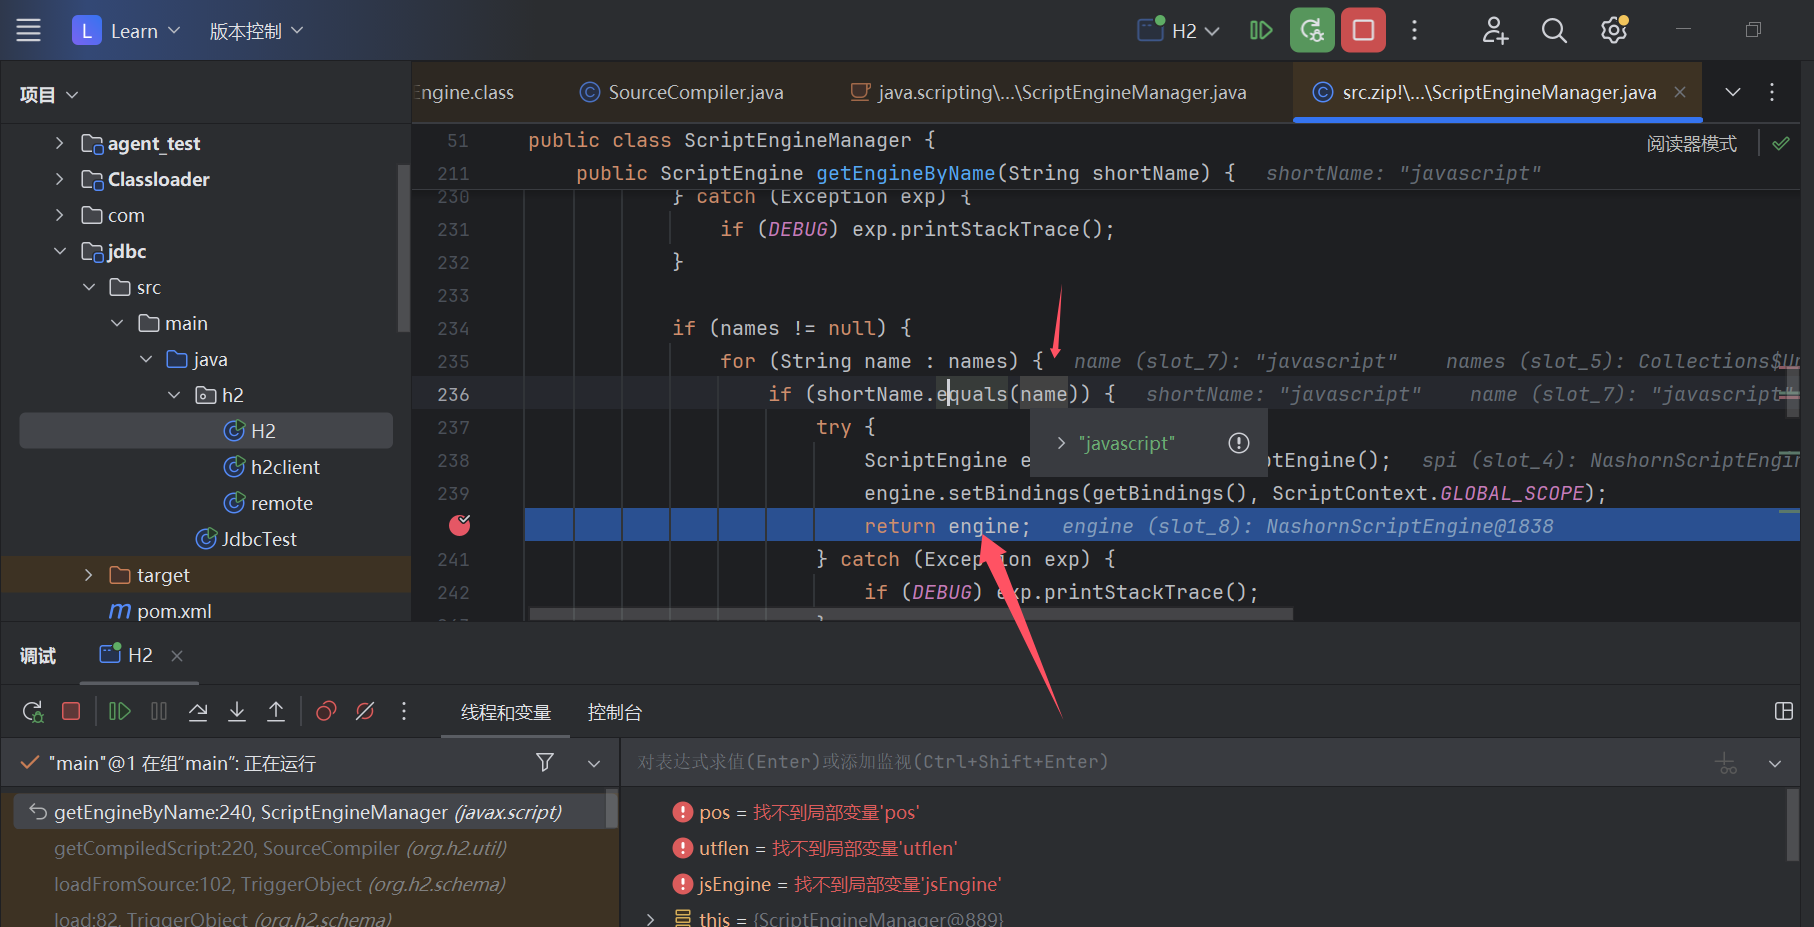 L Learn 版本控制 H2
项目
Engine.class SourceCompiler.java java.scripting\...\ScriptEngineManager.java src.zip!\...\ScriptEngineManager.java
agent_test
Classloader
com
jdbc
src
main
java
h2
H2
h2client
remote
JdbcTest
target
pom.xml
阅读器模式
51 public class ScriptEngineManager {
211 public ScriptEngine getEngineByName(String shortName) { shortName: "javascript"
230 } catch (Exception exp) {
231 if (DEBUG) exp.printStackTrace();
232 }
233
234 if (names != null) {
235 for (String name : names) { name (slot_7): "javascript" names (slot_5): Collections$Un
236 if (shortName.equals(name)) { shortName: "javascript" name (slot_7): "javascript"
237 try {
"javascript"
238 ScriptEngine e ptEngine(); spi (slot_4): NashornScriptEngin
239 engine.setBindings(getBindings(), ScriptContext.GLOBAL_SCOPE);
return engine; engine (slot_8): NashornScriptEngine@1838
241 } catch (Exception exp) {
242 if (DEBUG) exp.printStackTrace();
调试 H2
线程和变量 控制台
"main"@1 在组"main": 正在运行
getEngineByName:240, ScriptEngineManager (javax.script)
getCompiledScript:220, SourceCompiler (org.h2.util)
loadFromSource:102, TriggerObject (org.h2.schema)
load:82, TriggerObject (org.h2.schema)
对表达式求值(Enter)或添加监视(Ctrl+Shift+Enter)
pos = 找不到局部变量'pos'
utflen = 找不到局部变量'utflen'
jsEngine = 找不到局部变量'jsEngine'
this = {ScriptEngineManager@889}